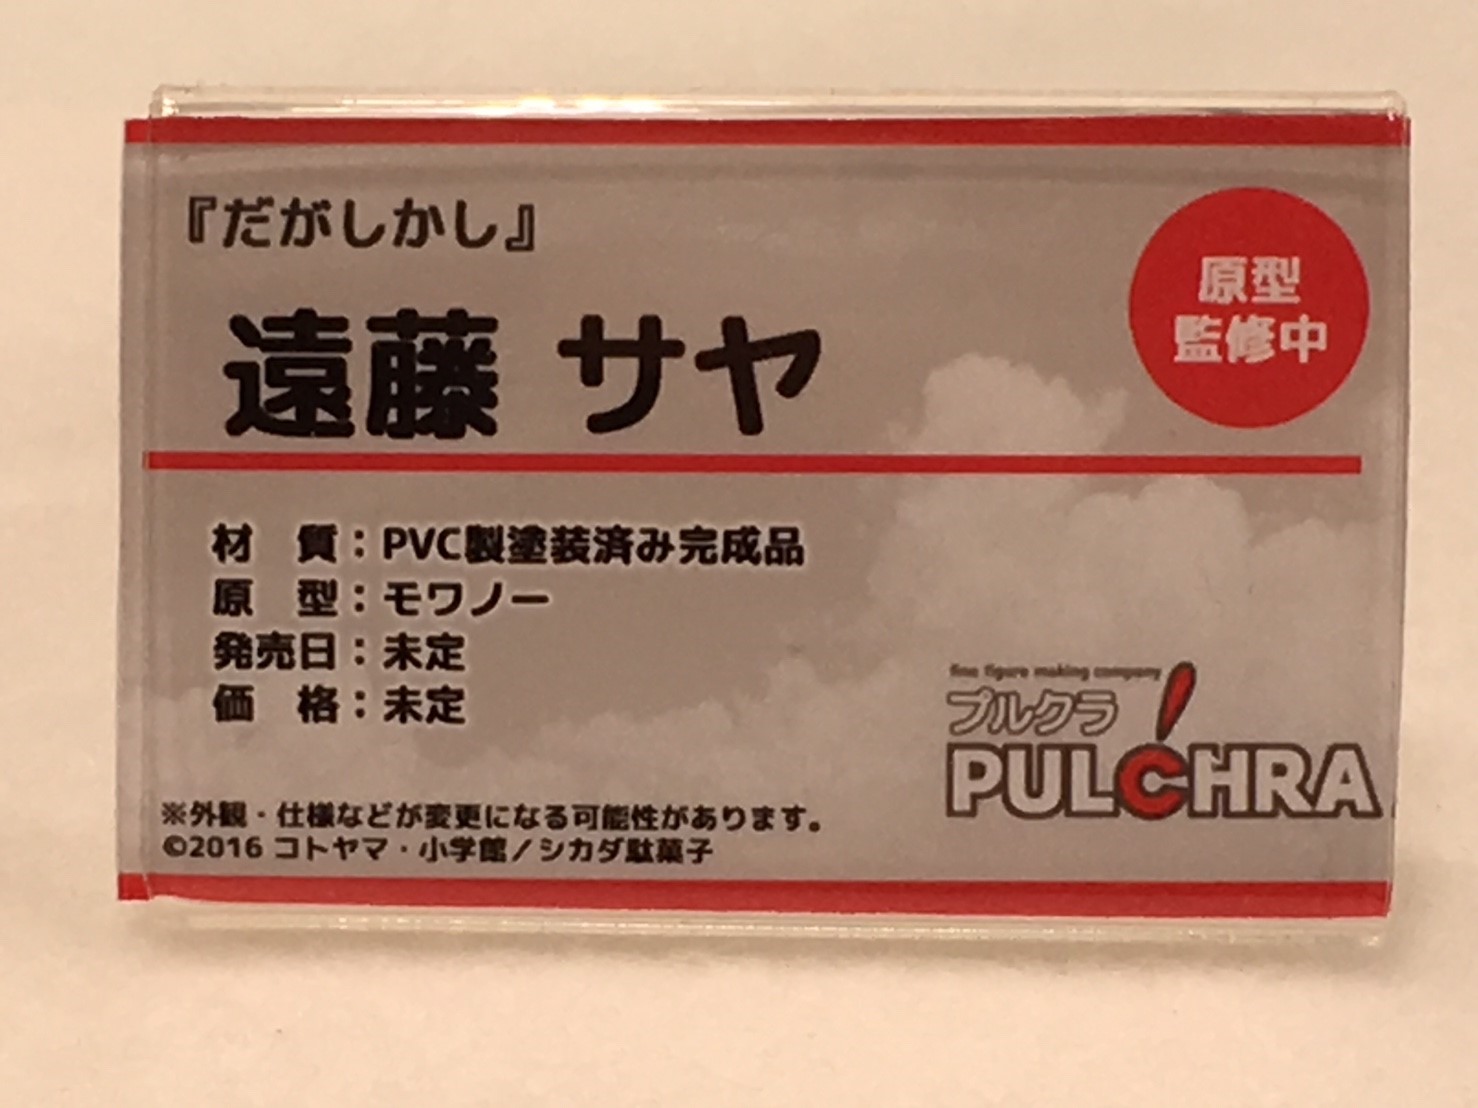 『だがしかし』
遠藤 サヤ
原型
監修中
材　質：PVC製塗装済み完成品
原　型：モワノー
発売日：未定
価　格：未定
fine figure making company
プルクラ
PULCHRA
※外観・仕様などが変更になる可能性があります。
©2016 コトヤマ・小学館／シカダ駄菓子